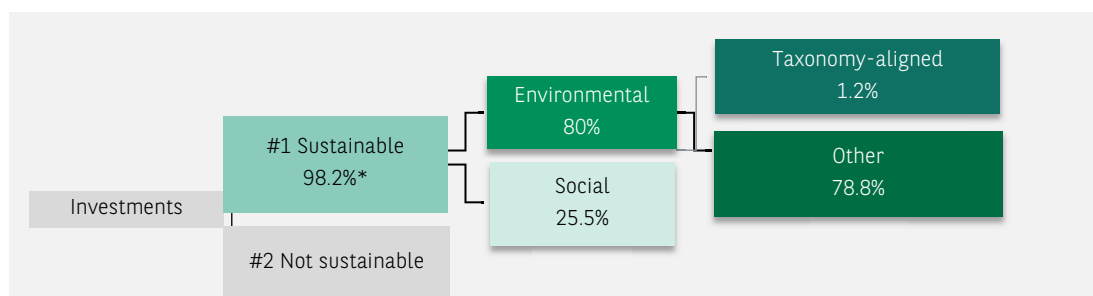 Investments
#1 Sustainable
98.2%*
#2 Not sustainable
Environmental
80%
Social
25.5%
Taxonomy-aligned
1.2%
Other
78.8%